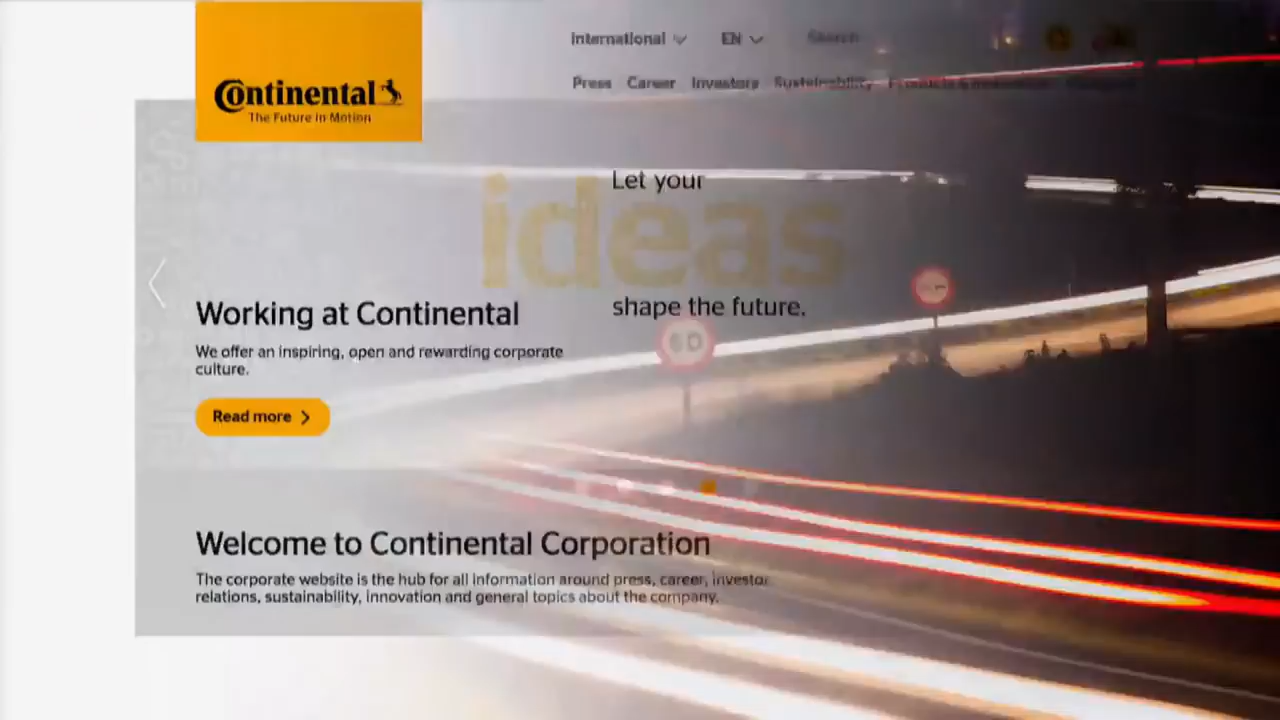 International EN Search
Press Career Investors Sustainability
Continental
The Future in Motion
Let your
ideas
shape the future.
Working at Continental
We offer an inspiring, open and rewarding corporate
culture.
Read more
Welcome to Continental Corporation
The corporate website is the hub for all information around press, career, investor
relations, sustainability, innovation and general topics about the company.